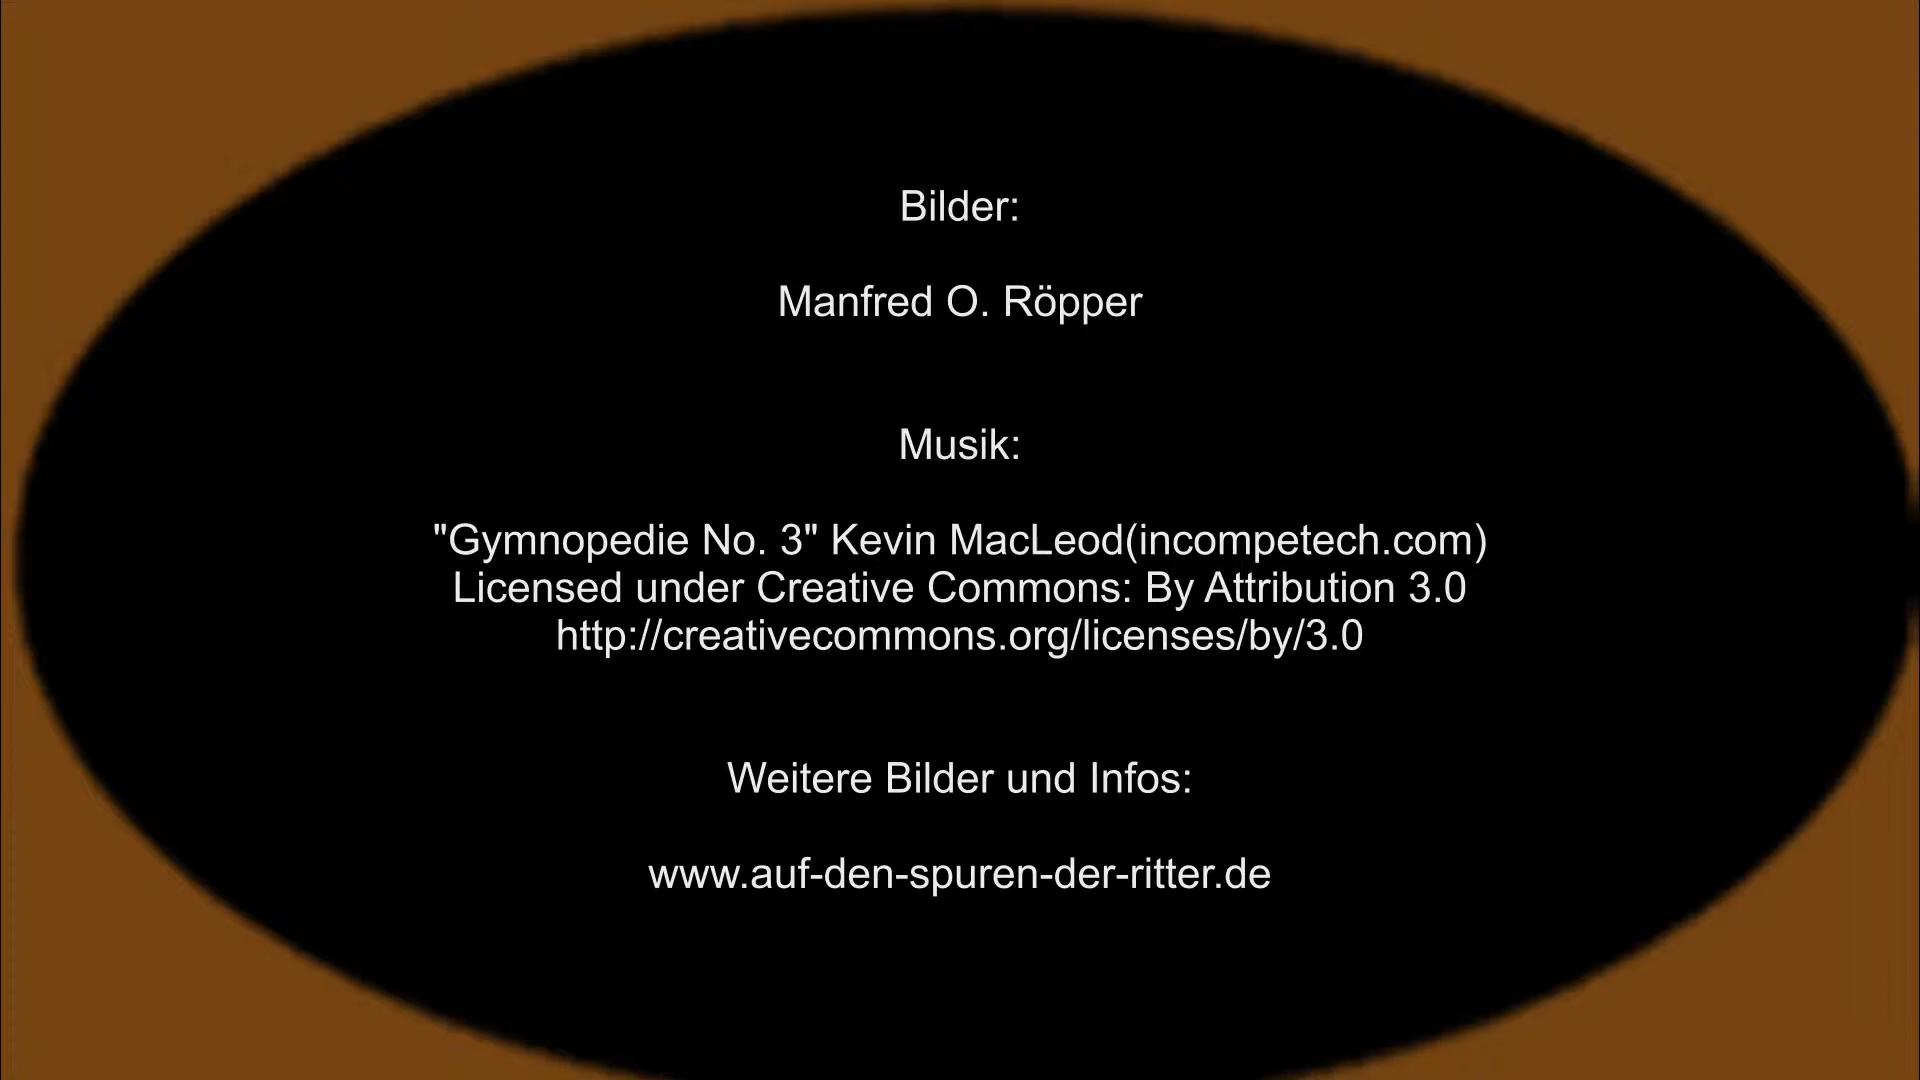 Bilder:
Manfred O. Röpper
Musik:
"Gymnopedie No. 3" Kevin MacLeod(incompetech.com)
Licensed under Creative Commons: By Attribution 3.0
http://creativecommons.org/licenses/by/3.0
Weitere Bilder und Infos:
www.auf-den-spuren-der-ritter.de